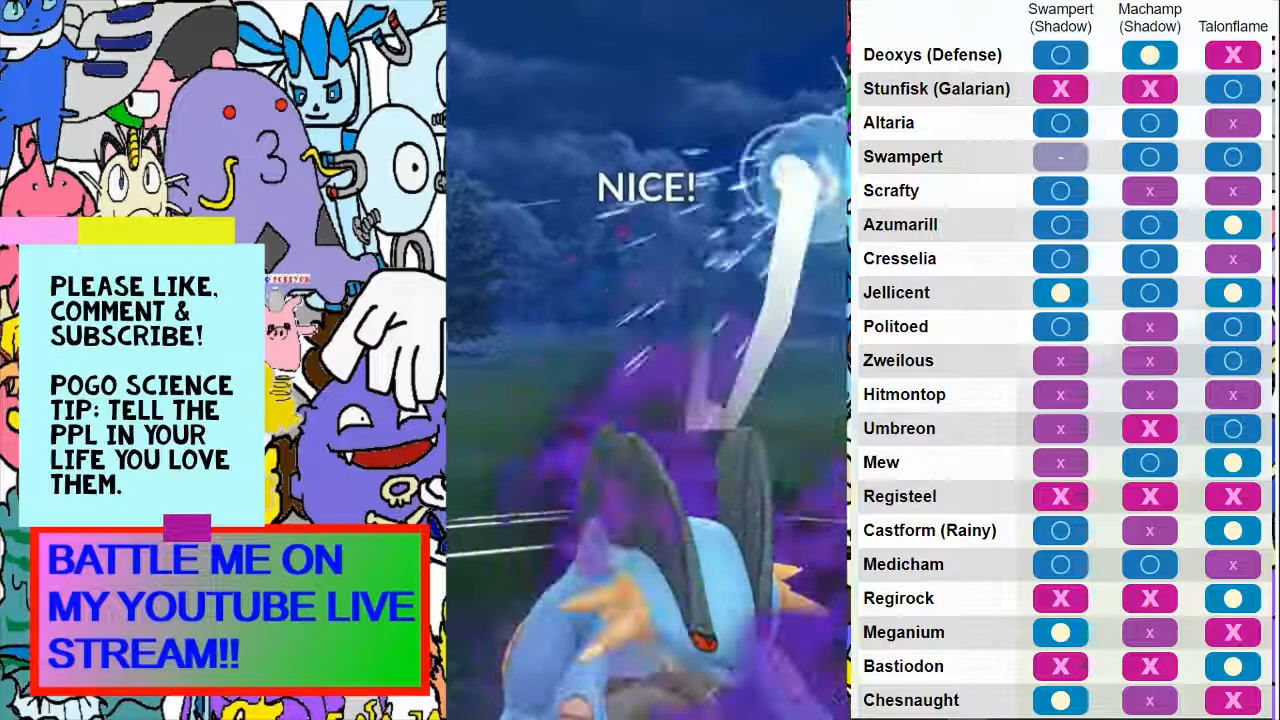 PLEASE LIKE,
COMMENT &
SUBSCRIBE!
POGO SCIENCE
TIP: TELL THE
PPL IN YOUR
LIFE YOU LOVE
THEM.
BATTLE ME ON
MY YOUTUBE LIVE
STREAM!!
NICE!
Swampert (Shadow) Machamp (Shadow) Talonflame
Deoxys (Defense) O X
Stunfisk (Galarian) X X O
Altaria O O x
Swampert - O O
Scrafty O x x
Azumarill O O
Cresselia O O x
Jellicent O
Politoed O x O
Zweilous x x O
Hitmontop x x x
Umbreon x X O
Mew x O
Registeel X X X
Castform (Rainy) O x
Medicham O O x
Regirock X X
Meganium x X
Bastiodon X X
Chesnaught x X